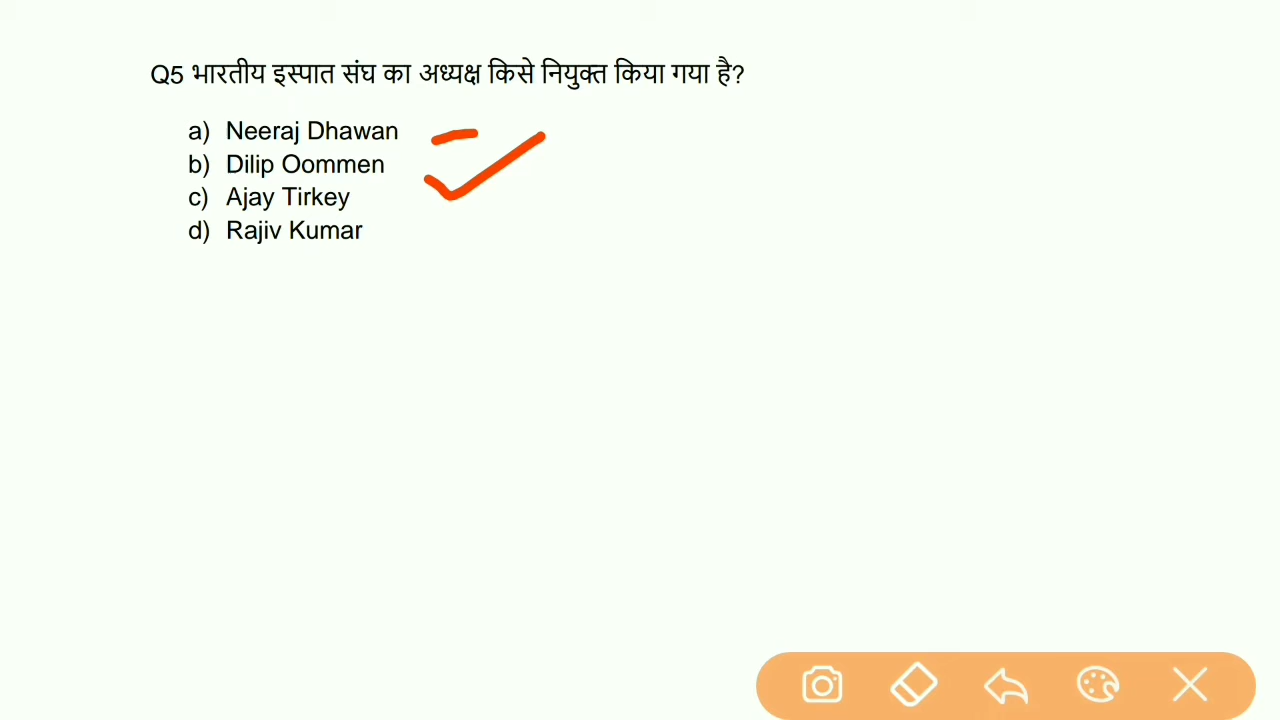 Q5 भारतीय इस्पात संघ का अध्यक्ष किसे नियुक्त किया गया है?
a) Neeraj Dhawan
b) Dilip Oommen
c) Ajay Tirkey
d) Rajiv Kumar